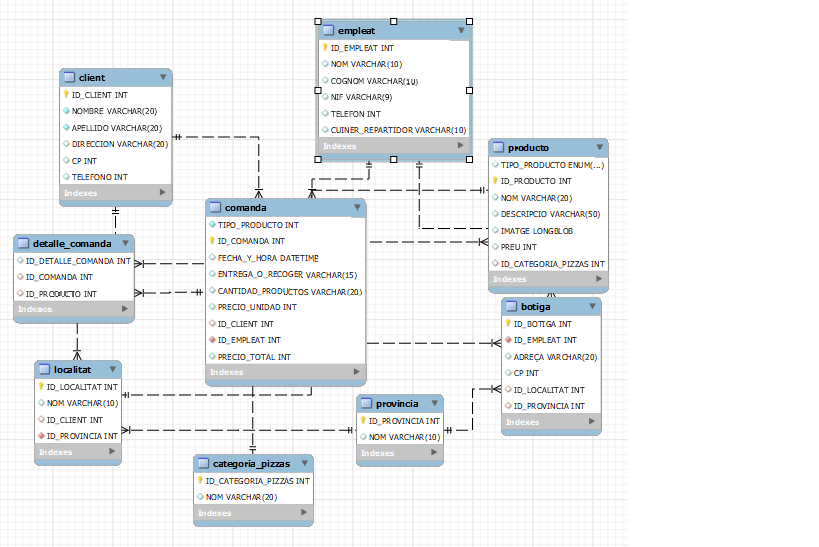 empleat
ID_EMPLEAT INT
NOM VARCHAR(10)
COGNOM VARCHAR(10)
NIF VARCHAR(9)
TELEFON INT
CUINER_REPARTIDOR VARCHAR(10)
Indexes
client
ID_CLIENT INT
NOMBRE VARCHAR(20)
APELLIDO VARCHAR(20)
DIRECCION VARCHAR(20)
CP INT
TELEFONO INT
Indexes
producto
TIPO_PRODUCTO ENUM(...)
ID_PRODUCTO INT
NOM VARCHAR(20)
DESCRIPCIO VARCHAR(50)
IMATGE LONGBLOB
PREU INT
ID_CATEGORIA_PIZZAS INT
Indexes
comanda
TIPO_PRODUCTO INT
ID_COMANDA INT
FECHA_Y_HORA DATETIME
ENTREGA_O_RECOGER VARCHAR(15)
CANTIDAD_PRODUCTOS VARCHAR(20)
PRECIO_UNIDAD INT
ID_CLIENT INT
ID_EMPLEAT INT
PRECIO_TOTAL INT
Indexes
detalle_comanda
ID_DETALLE_COMANDA INT
ID_COMANDA INT
ID_PRODUCTO INT
Indexes
botiga
ID_BOTIGA INT
ID_EMPLEAT INT
ADREÇA VARCHAR(20)
CP INT
ID_LOCALITAT INT
ID_PROVINCIA INT
Indexes
localitat
ID_LOCALITAT INT
NOM VARCHAR(10)
ID_CLIENT INT
ID_PROVINCIA INT
Indexes
provincia
ID_PROVINCIA INT
NOM VARCHAR(10)
Indexes
categoria_pizzas
ID_CATEGORIA_PIZZAS INT
NOM VARCHAR(20)
Indexes